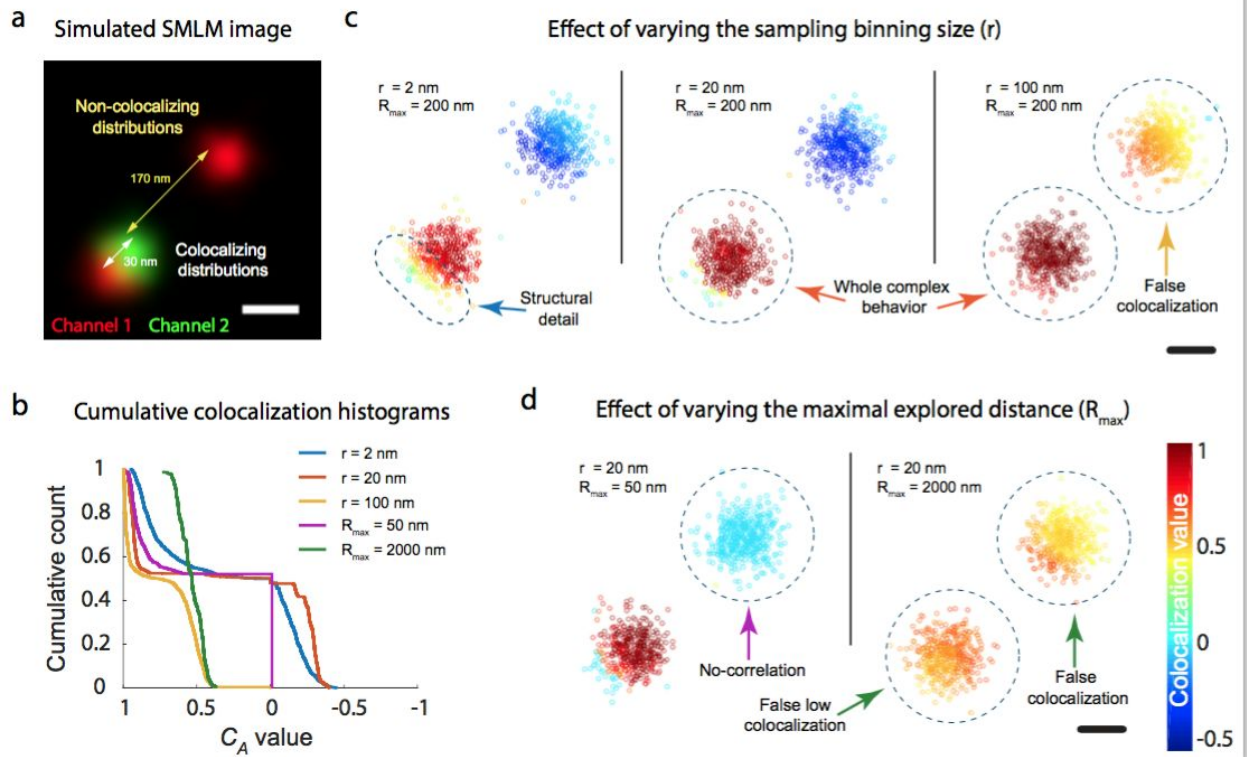 a
Simulated SMLM image
Non-colocalizing
distributions
170 nm
Colocalizing
distributions
30 nm
Channel 1 Channel 2
b
Cumulative colocalization histograms
r = 2 nm
r = 20 nm
r = 100 nm
Rmax = 50 nm
Rmax = 2000 nm
Cumulative count
1
0.8
0.6
0.4
0.2
0
1 0.5 0 -0.5 -1
CA value
c
Effect of varying the sampling binning size (r)
r = 2 nm
Rmax = 200 nm
r = 20 nm
Rmax = 200 nm
r = 100 nm
Rmax = 200 nm
Structural
detail
Whole complex
behavior
False
colocalization
d
Effect of varying the maximal explored distance (Rmax)
r = 20 nm
Rmax = 50 nm
r = 20 nm
Rmax = 2000 nm
No-correlation
False low
colocalization
False
colocalization
Colocalization value
1
0.5
0
-0.5